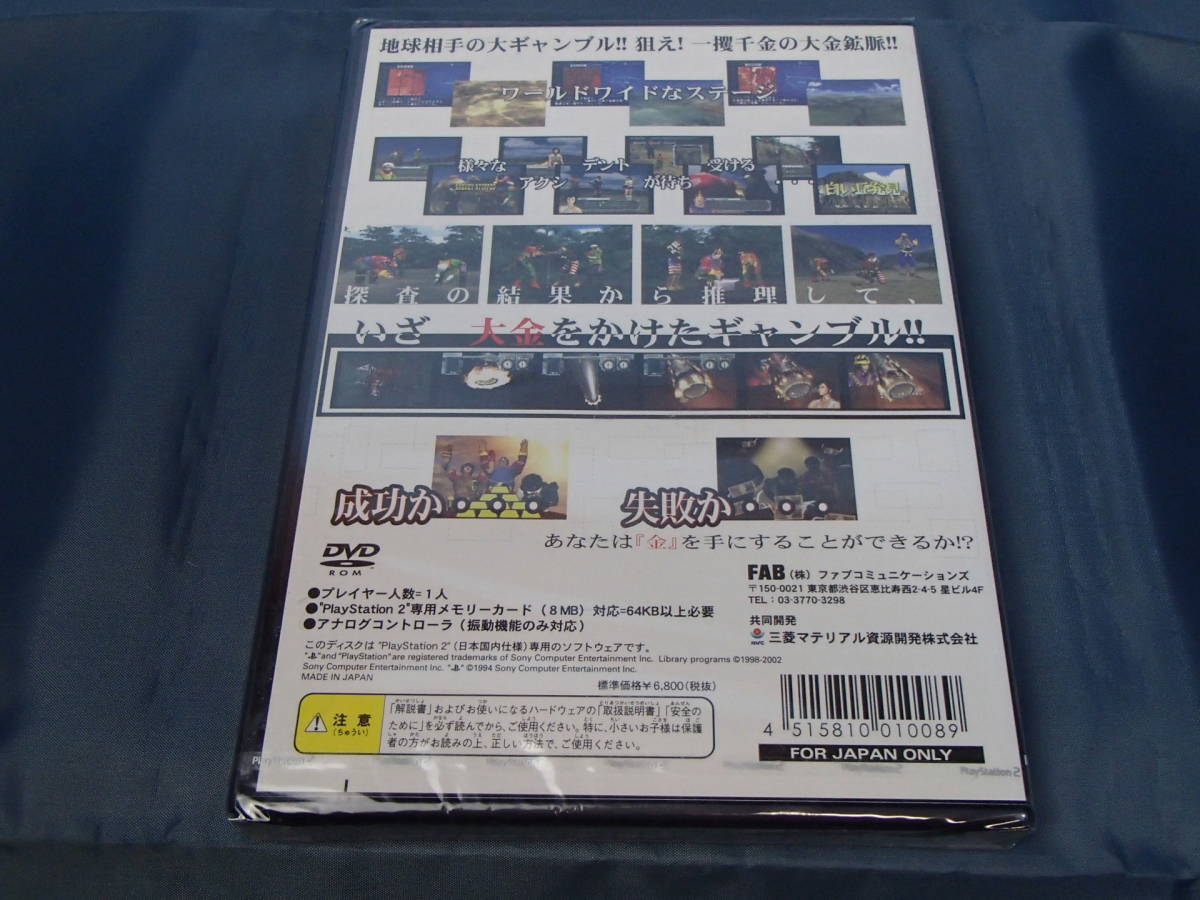 地球相手の大ギャンブル!! 狙え! 一攫千金の大金鉱脈!!
ワールドワイドなステージ
様々な アクシデントが待ち受ける・・・
白い虎発見
探査の結果から推理して、
いざ 大金をかけたギャンブル!!
成功か・・・ 失敗か・・・
あなたは『金』を手にすることができるか!?
DVD
ROM
●プレイヤー人数=1人
●"PlayStation 2"専用メモリーカード(8MB)対応=64KB以上必要
●アナログコントローラ(振動機能のみ対応)
FAB (株) ファブコミュニケーションズ
〒150-0021 東京都渋谷区恵比寿西2-4-5 星ビル4F
TEL : 03-3770-3298
共同開発
三菱マテリアル資源開発株式会社
このディスクは "PlayStation 2" (日本国内仕様) 専用のソフトウェアです。
" " and "PlayStation" are registered trademarks of Sony Computer Entertainment Inc. Library programs ©1998-2002
Sony Computer Entertainment Inc. " " ©1994 Sony Computer Entertainment Inc.
MADE IN JAPAN
標準価格¥6,800(税抜)
注意
(ちゅうい)
「解説書」およびお使いになるハードウェアの「取扱説明書」「安全の
ために」を必ず読んでから、ご使用ください。特に、小さいお子様は保護
者の方がお読みの上、正しい方法で、ご使用ください。
4 515810 010089
FOR JAPAN ONLY
PlayStation 2